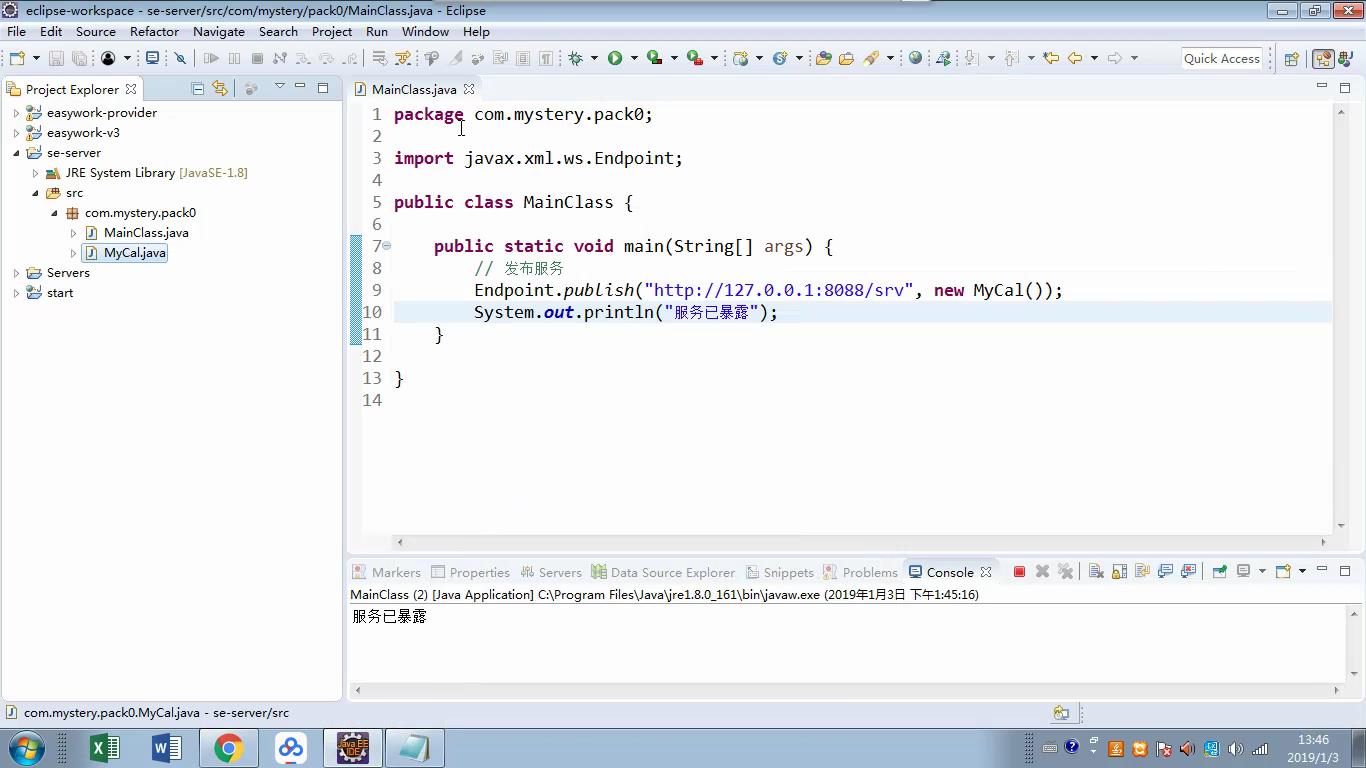 eclipse-workspace - se-server/src/com/mystery/pack0/MainClass.java - Eclipse
File Edit Source Refactor Navigate Search Project Run Window Help
Quick Access
Project Explorer
easywork-provider
easywork-v3
se-server
JRE System Library [JavaSE-1.8]
src
com.mystery.pack0
MainClass.java
MyCal.java
Servers
start
MainClass.java
1 package com.mystery.pack0;
2
3 import javax.xml.ws.Endpoint;
4
5 public class MainClass {
6
7 public static void main(String[] args) {
8 // 发布服务
9 Endpoint.publish("http://127.0.0.1:8088/srv", new MyCal());
10 System.out.println("服务已暴露");
11 }
12
13 }
14
Markers Properties Servers Data Source Explorer Snippets Problems Console
MainClass (2) [Java Application] C:\Program Files\Java\jre1.8.0_161\bin\javaw.exe (2019年1月3日 下午1:45:16)
服务已暴露
com.mystery.pack0.MyCal.java - se-server/src
Java EE
IDE
13:46
2019/1/3